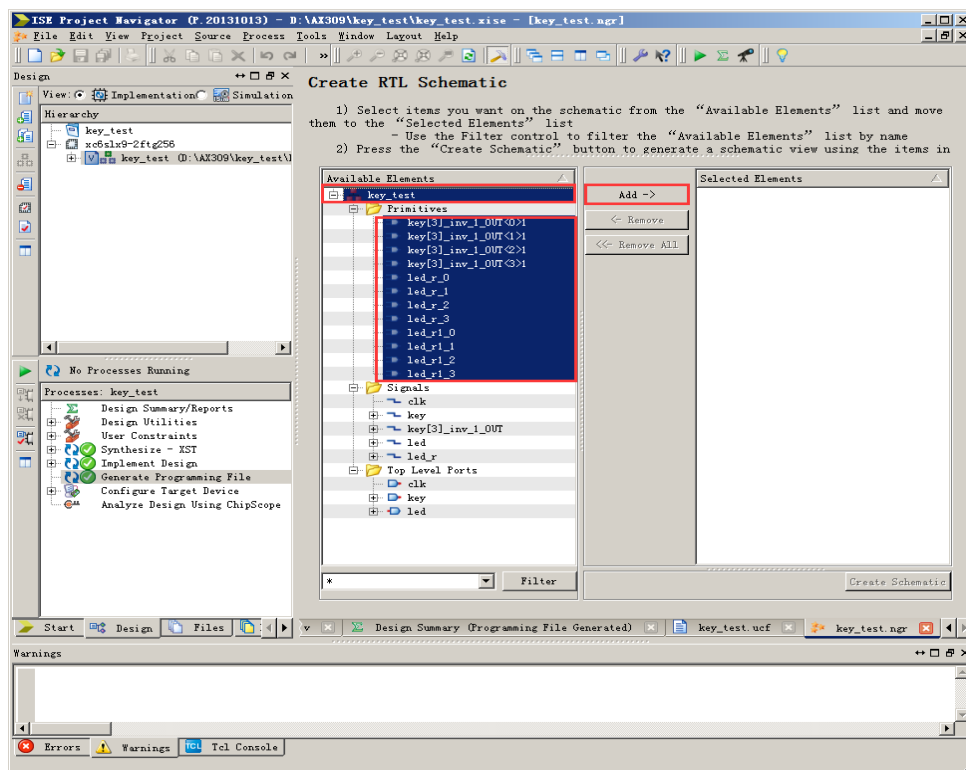 ISE Project Navigator (P.20131013) - D:\AX309\key_test\key_test.xise - [key_test.ngr]
File Edit View Project Source Process Tools Window Layout Help
Design
View: Implementation Simulation
Hierarchy
key_test
xc6slx9-2ftg256
key_test (D:\AX309\key_test\
Create RTL Schematic
1) Select items you want on the schematic from the “Available Elements” list and move
them to the “Selected Elements” list
- Use the Filter control to filter the “Available Elements” list by name
2) Press the “Create Schematic” button to generate a schematic view using the items in
Available Elements
key_test
Primitives
key[3]_inv_1_OUT<0>1
key[3]_inv_1_OUT<1>1
key[3]_inv_1_OUT<2>1
key[3]_inv_1_OUT<3>1
led_r_0
led_r_1
led_r_2
led_r_3
led_r1_0
led_r1_1
led_r1_2
led_r1_3
Signals
clk
key
key[3]_inv_1_OUT
led
led_r
Top Level Ports
clk
key
led
* Filter
Add ->
<- Remove
<<- Remove All
Selected Elements
Create Schematic
No Processes Running
Processes: key_test
Design Summary/Reports
Design Utilities
User Constraints
Synthesize - XST
Implement Design
Generate Programming File
Configure Target Device
Analyze Design Using ChipScope
Start Design Files
v Design Summary (Programming File Generated) key_test.ucf key_test.ngr
Warnings
Errors Warnings TCL Tcl Console